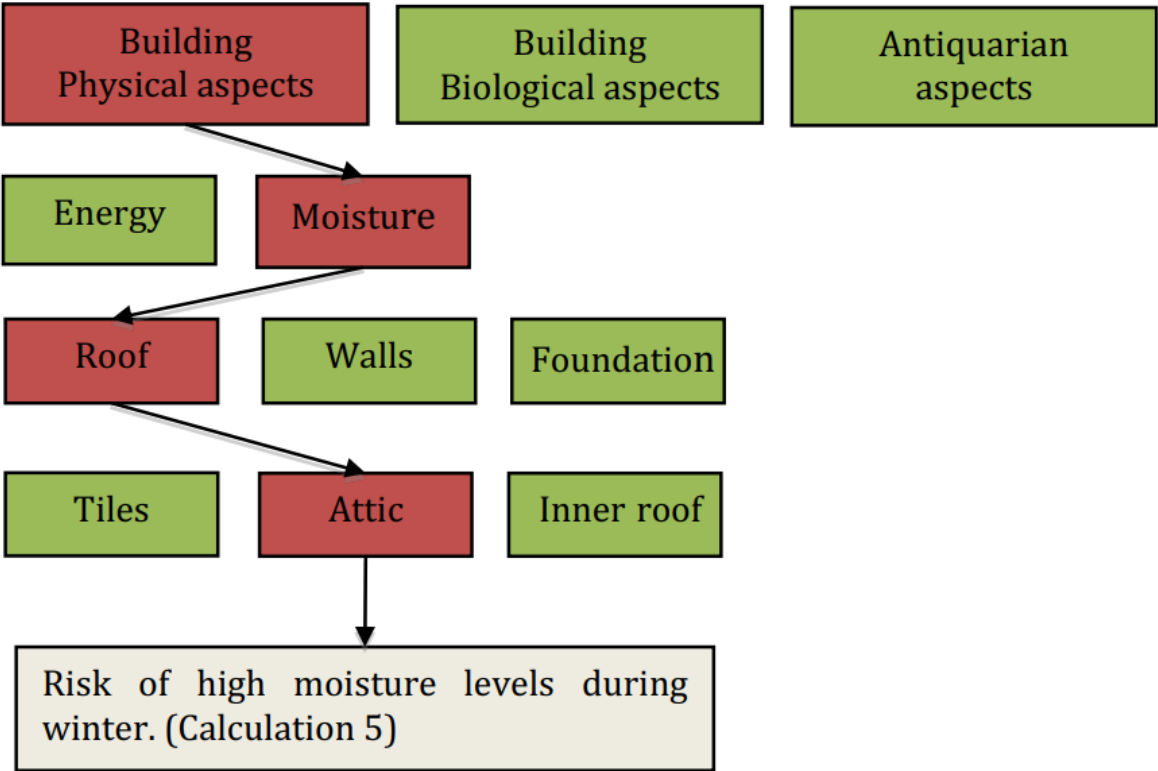 Building
Physical aspects
Building
Biological aspects
Antiquarian
aspects
Energy
Moisture
Roof
Walls
Foundation
Tiles
Attic
Inner roof
Risk of high moisture levels during
winter. (Calculation 5)